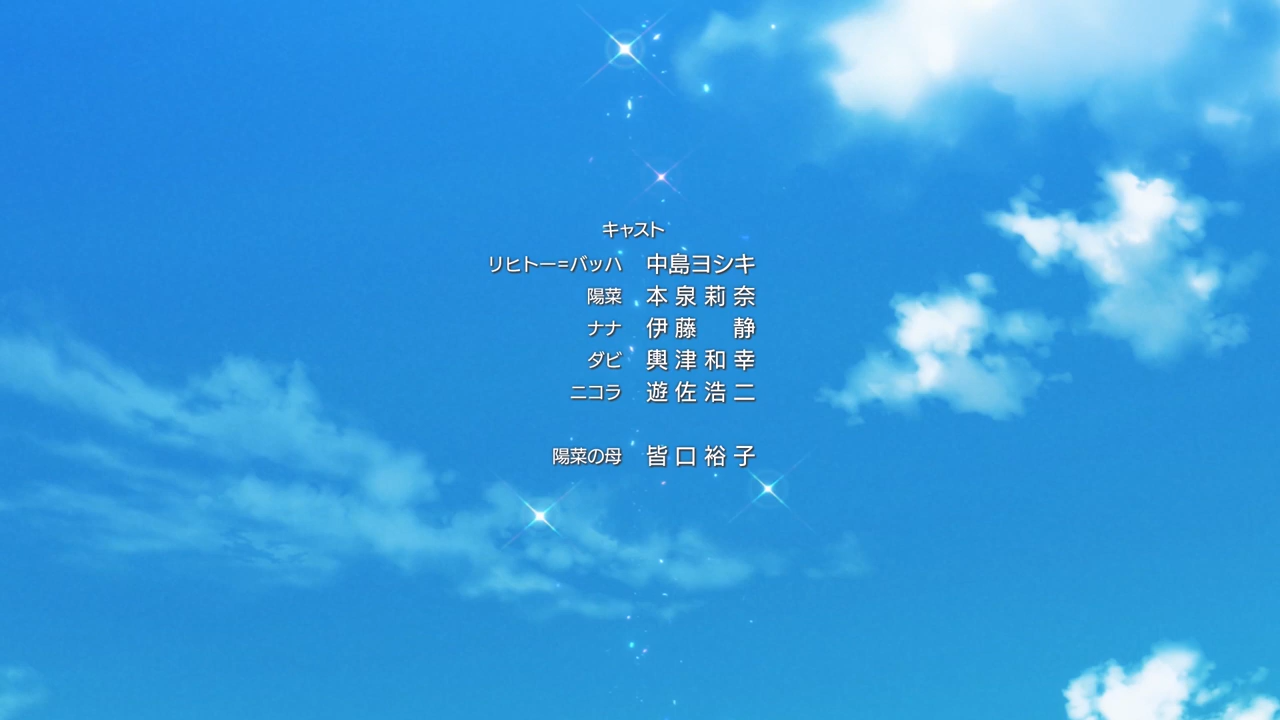 キャスト
リヒトー=バッハ 中島ヨシキ
陽菜 本泉莉奈
ナナ 伊藤 静
ダビ 興津和幸
ニコラ 遊佐浩二
陽菜の母 皆口裕子